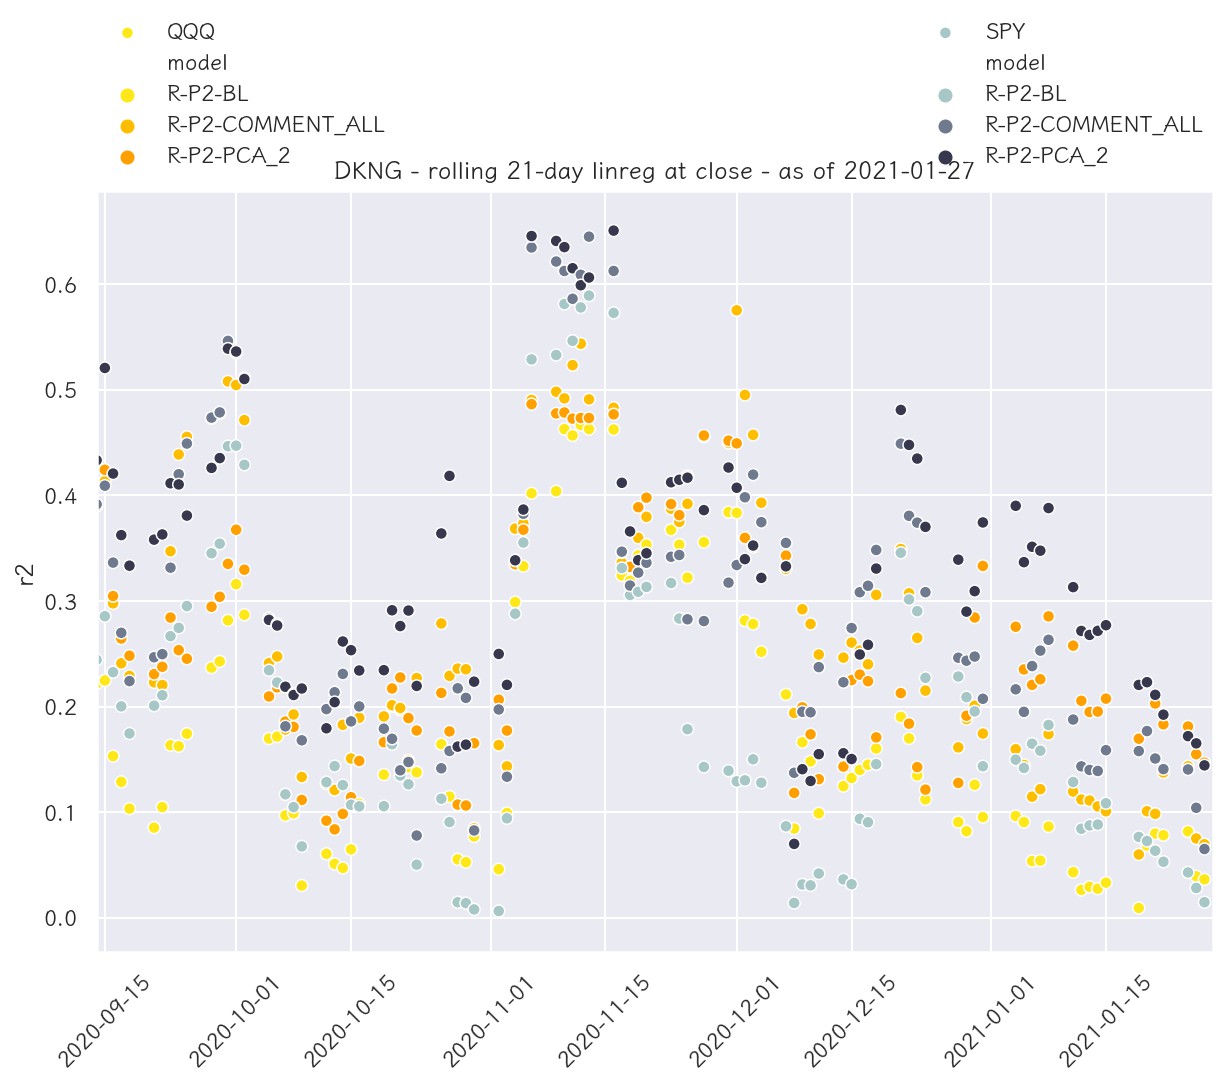 QQQ
model
R-P2-BL
R-P2-COMMENT_ALL
R-P2-PCA_2
SPY
model
R-P2-BL
R-P2-COMMENT_ALL
R-P2-PCA_2
DKNG - rolling 21-day linreg at close - as of 2021-01-27
r2
0.6
0.5
0.4
0.3
0.2
0.1
0.0
2020-09-15
2020-10-01
2020-10-15
2020-11-01
2020-11-15
2020-12-01
2020-12-15
2021-01-01
2021-01-15